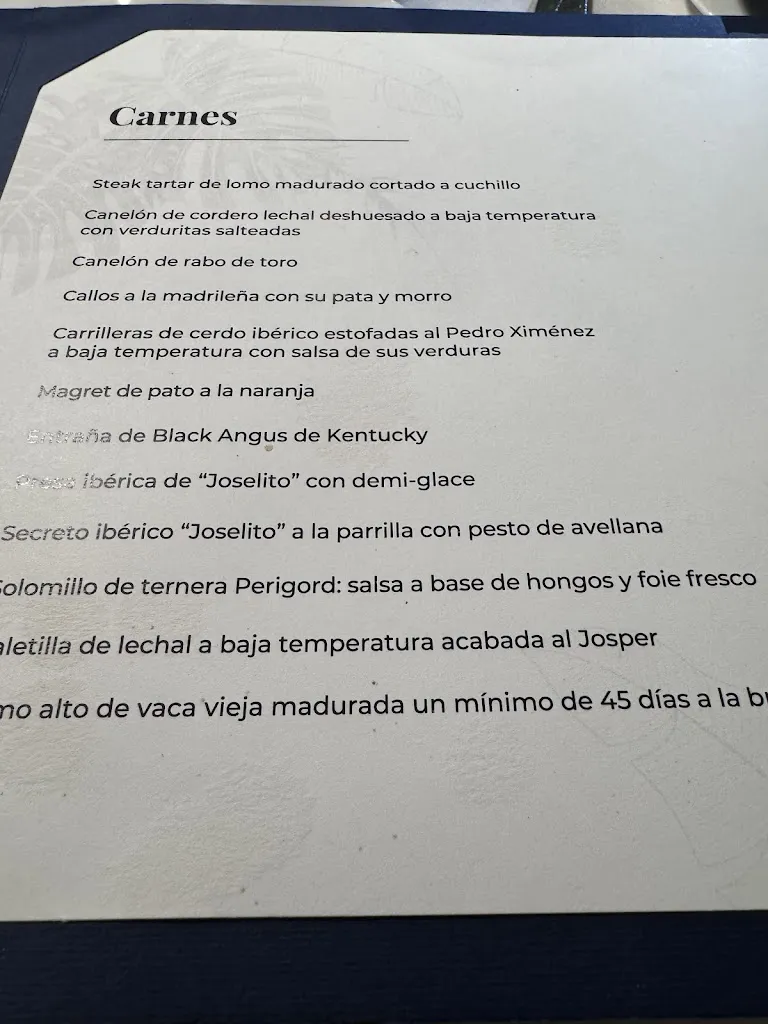 Carnes
Steak tartar de lomo madurado cortado a cuchillo
Canelón de cordero lechal deshuesado a baja temperatura
con verduritas salteadas
Canelón de rabo de toro
Callos a la madrileña con su pata y morro
Carrilleras de cerdo ibérico estofadas al Pedro Ximénez
a baja temperatura con salsa de sus verduras
Magret de pato a la naranja
Entraña de Black Angus de Kentucky
Presa ibérica de “Joselito” con demi-glace
Secreto ibérico “Joselito” a la parrilla con pesto de avellana
Solomillo de ternera Perigord: salsa a base de hongos y foie fresco
de lechal a baja temperatura acabada al Josper
alto de vaca vieja madurada un mínimo de 45 días a la